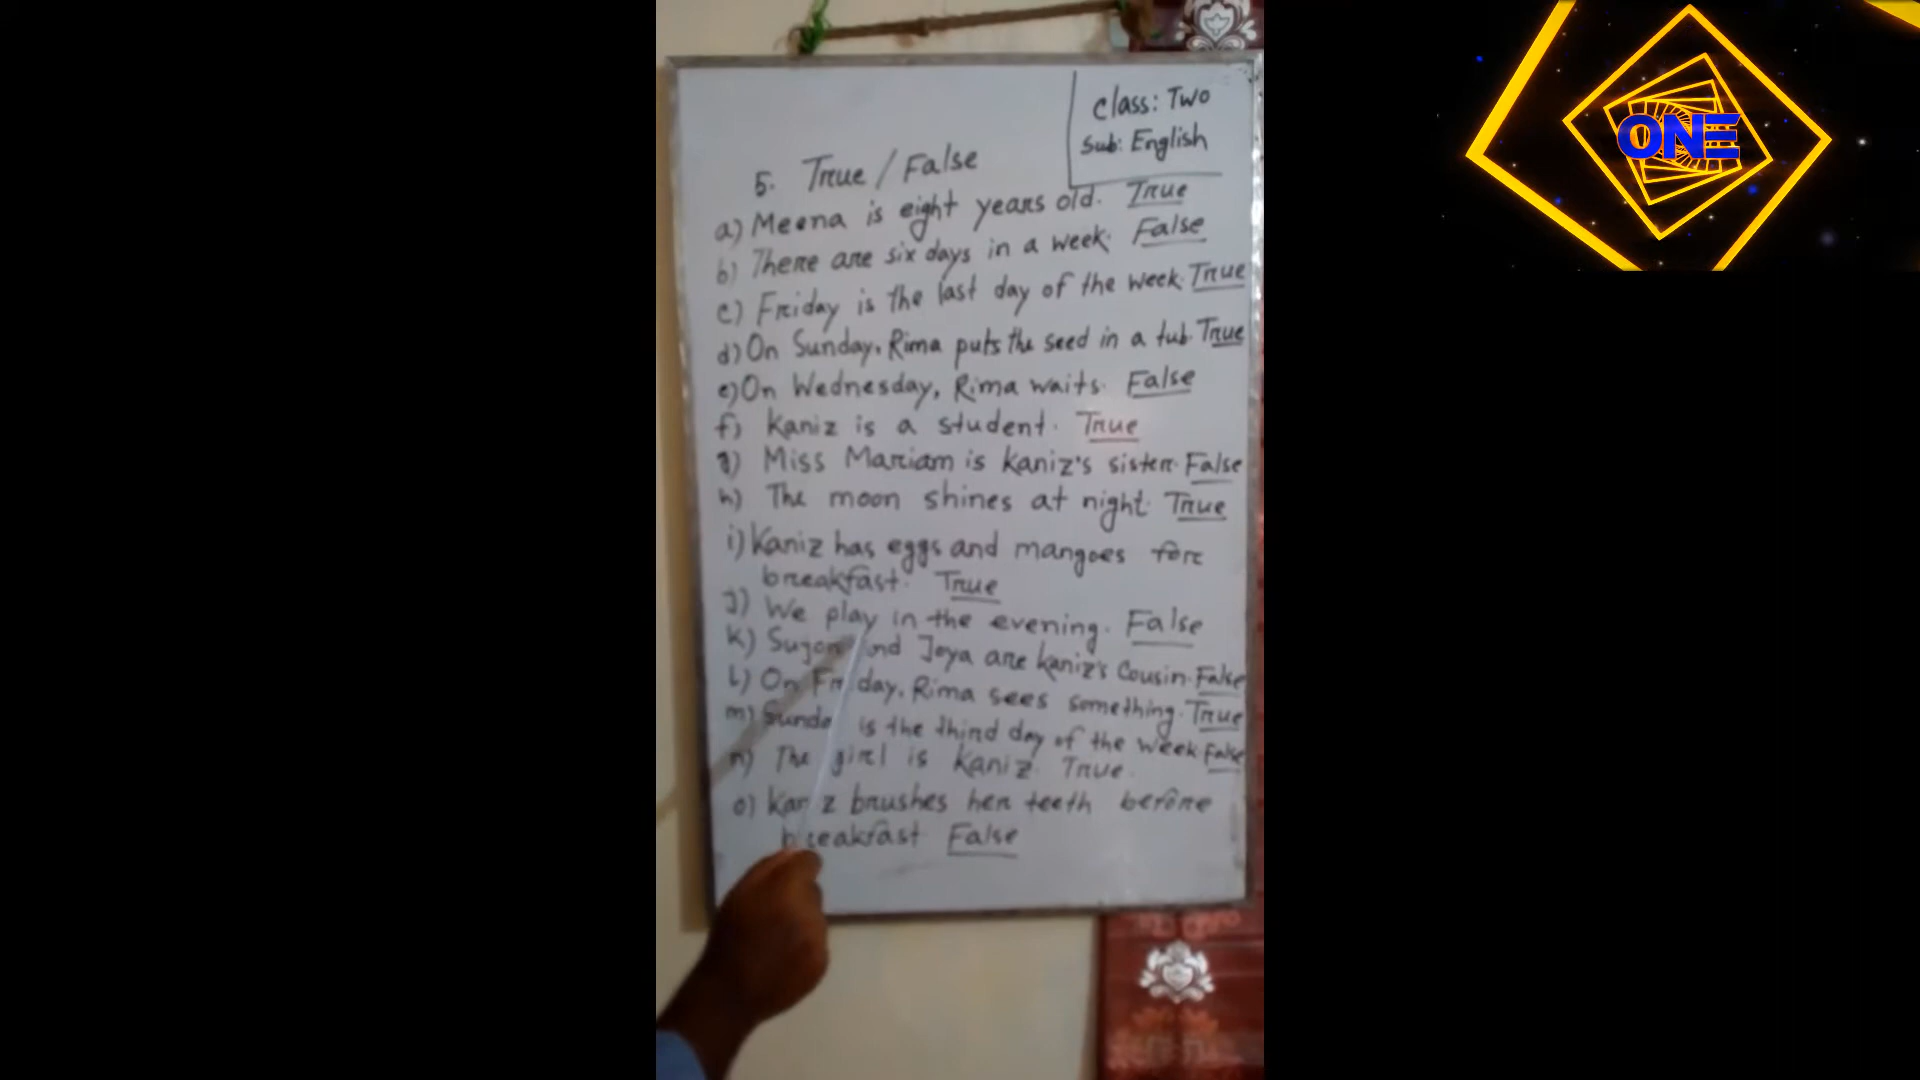 Class: Two
Sub: English
5. True / False
a) Meena is eight years old. True
b) There are six days in a week. False
c) Friday is the last day of the week. True
d) On Sunday, Rima puts the seed in a tub. True
e) On Wednesday, Rima waits. False
f) Kaniz is a student. True
g) Miss Mariam is Kaniz's sister. False
h) The moon shines at night. True
i) Kaniz has eggs and mangoes for
breakfast. True
j) We play in the evening. False
k) and Joya are Kaniz's Cousin. False
l) On Friday, Rima sees something. True
m) Sunday is the third day of the week. False
n) The girl is Kaniz. True.
o) Kaniz brushes her teeth before
breakfast False
ONE